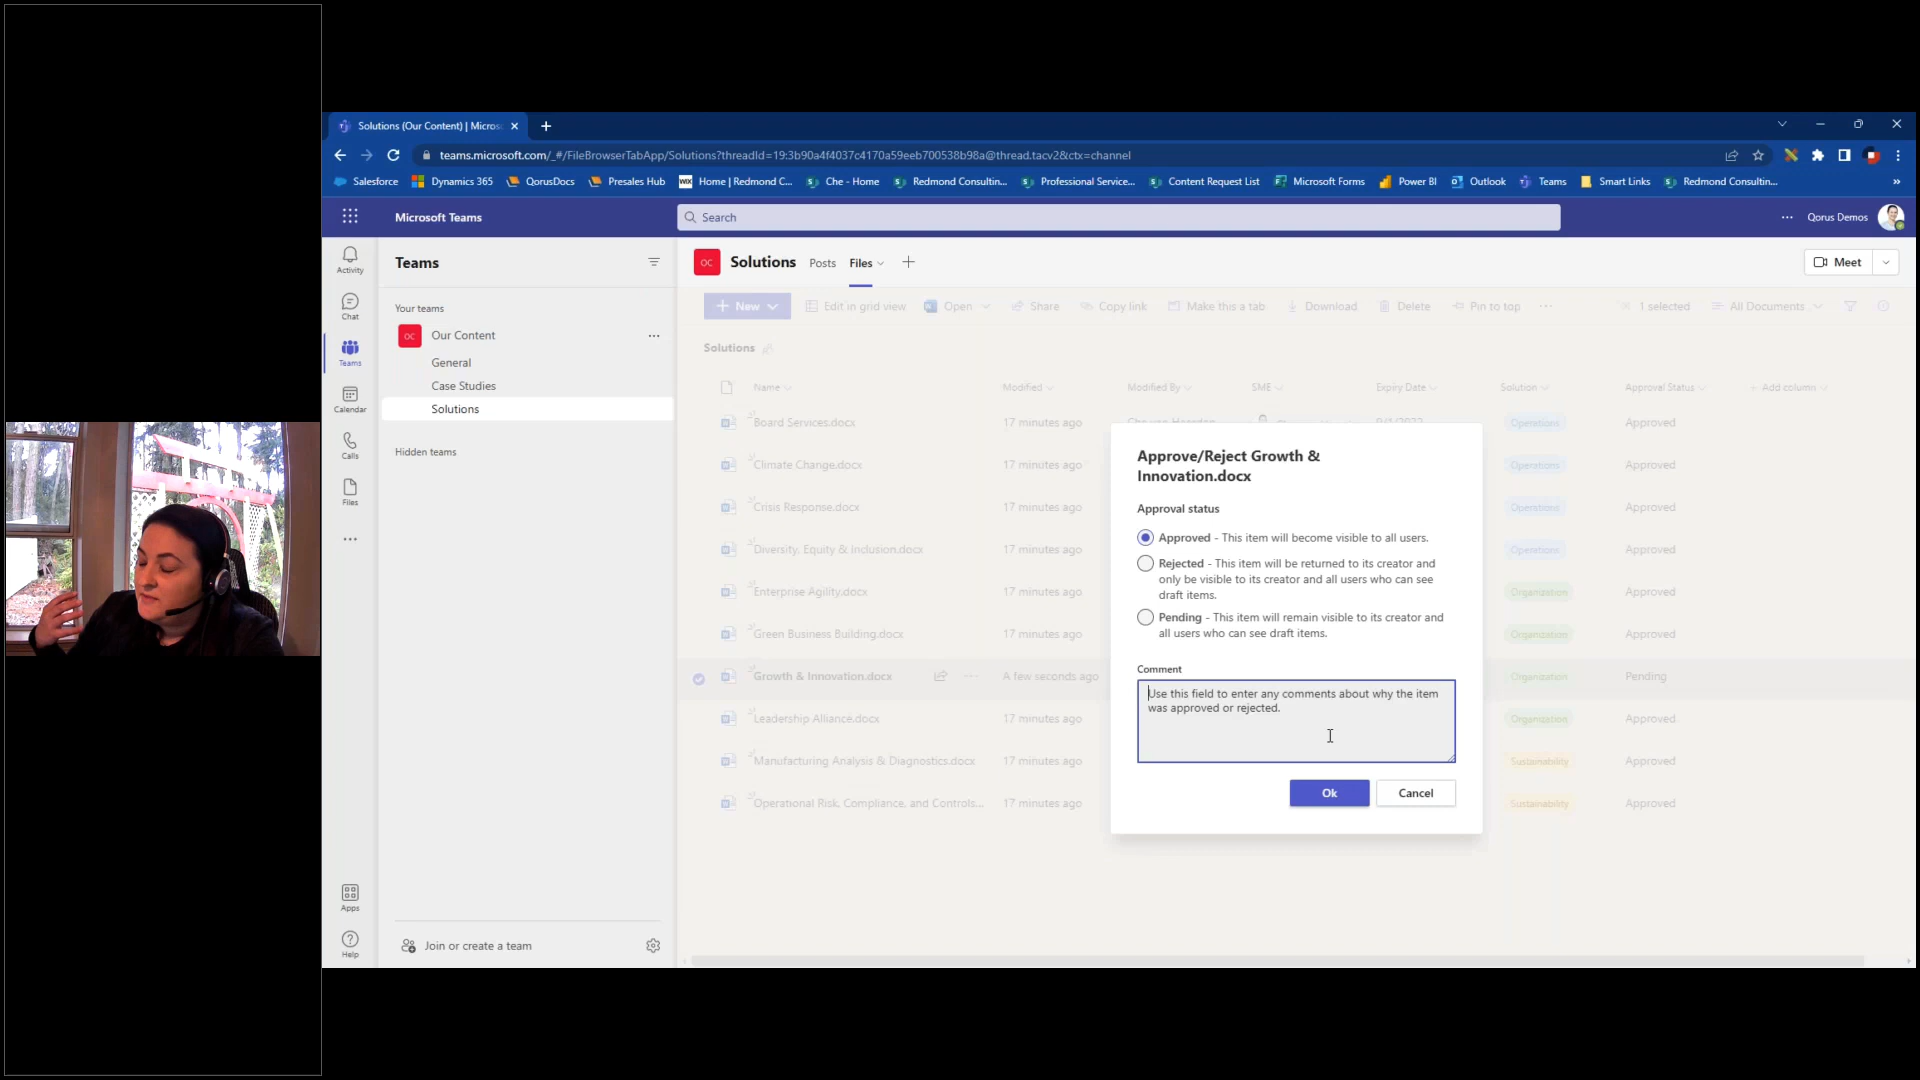 Solutions (Our Content) | Micros
teams.microsoft.com/_#/FileBrowserTabApp/Solutions?threadId=19:3b90a4f4037c4170a59eeb700538b98a@thread.tacv2&ctx=channel
Salesforce Dynamics 365 QorusDocs Presales Hub Home | Redmond C... Che - Home Redmond Consultin... Professional Service... Content Request List Microsoft Forms Power BI Outlook Teams Smart Links Redmond Consultin... »
Microsoft Teams Search ... Qorus Demos
Activity
Chat
Teams
Calendar
Calls
Files
...
Apps
Help
Teams
Your teams
OC Our Content ...
General
Case Studies
Solutions
Hidden teams
Join or create a team
OC Solutions Posts Files Meet
New Edit in grid view Open Share Copy link Make this a tab Download Delete Pin to top ... 1 selected All Documents
Solutions
Name Modified Modified By SME Expiry Date Solution Approval Status + Add column
Board Services.docx 17 minutes ago Operations Approved
Climate Change.docx 17 minutes ago Operations Approved
Crisis Response.docx 17 minutes ago Operations Approved
Diversity, Equity & Inclusion.docx 17 minutes ago Operations Approved
Enterprise Agility.docx 17 minutes ago Organization Approved
Green Business Building.docx 17 minutes ago Organization Approved
Growth & Innovation.docx ... A few seconds ago Organization Pending
Leadership Alliance.docx 17 minutes ago Organization Approved
Manufacturing Analysis & Diagnostics.docx 17 minutes ago Sustainability Approved
Operational Risk, Compliance, and Controls... 17 minutes ago Sustainability Approved
Approve/Reject Growth &
Innovation.docx
Approval status
Approved - This item will become visible to all users.
Rejected - This item will be returned to its creator and
only be visible to its creator and all users who can see
draft items.
Pending - This item will remain visible to its creator and
all users who can see draft items.
Comment
Use this field to enter any comments about why the item
was approved or rejected.
Ok Cancel